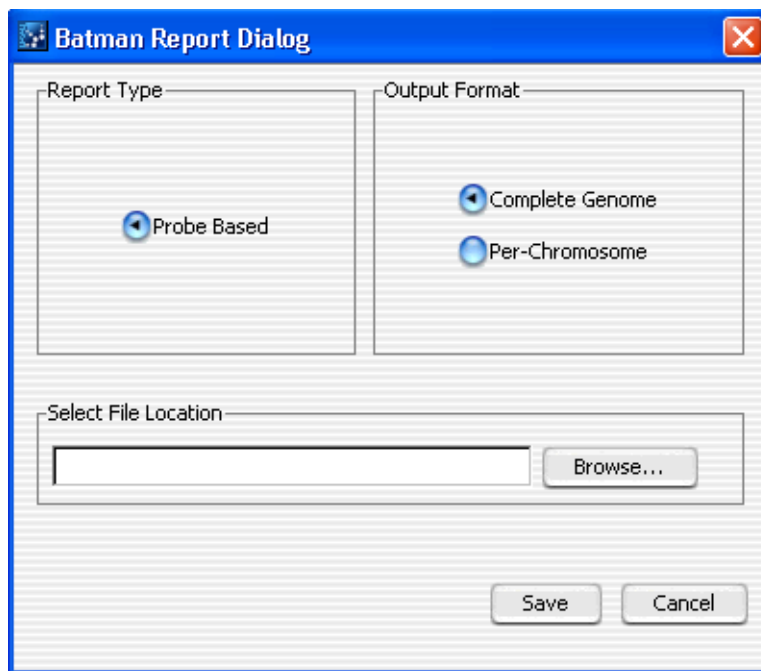 Batman Report Dialog
Report Type
Output Format
Probe Based
Complete Genome
Per-Chromosome
Select File Location
Browse...
Save
Cancel